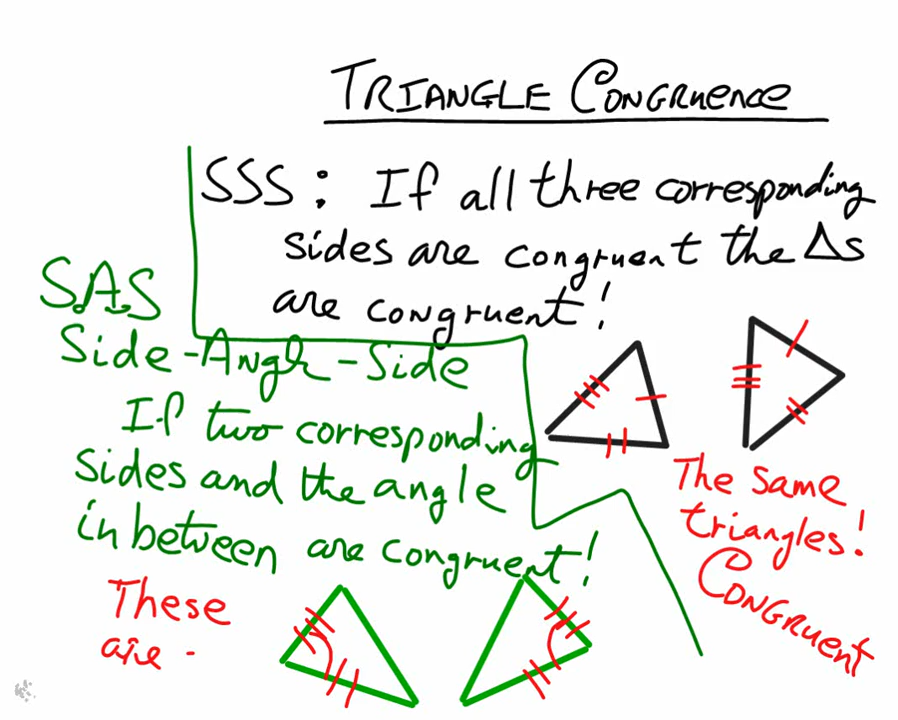 TRIANGLE CONGRUENCE
SSS: If all three corresponding
sides are congruent the Δs
are congruent!
S.A.S
Side-Angle-Side
If two corresponding
sides and the angle
in between are congruent!
The same
triangles!
CONGRUENT
These
are